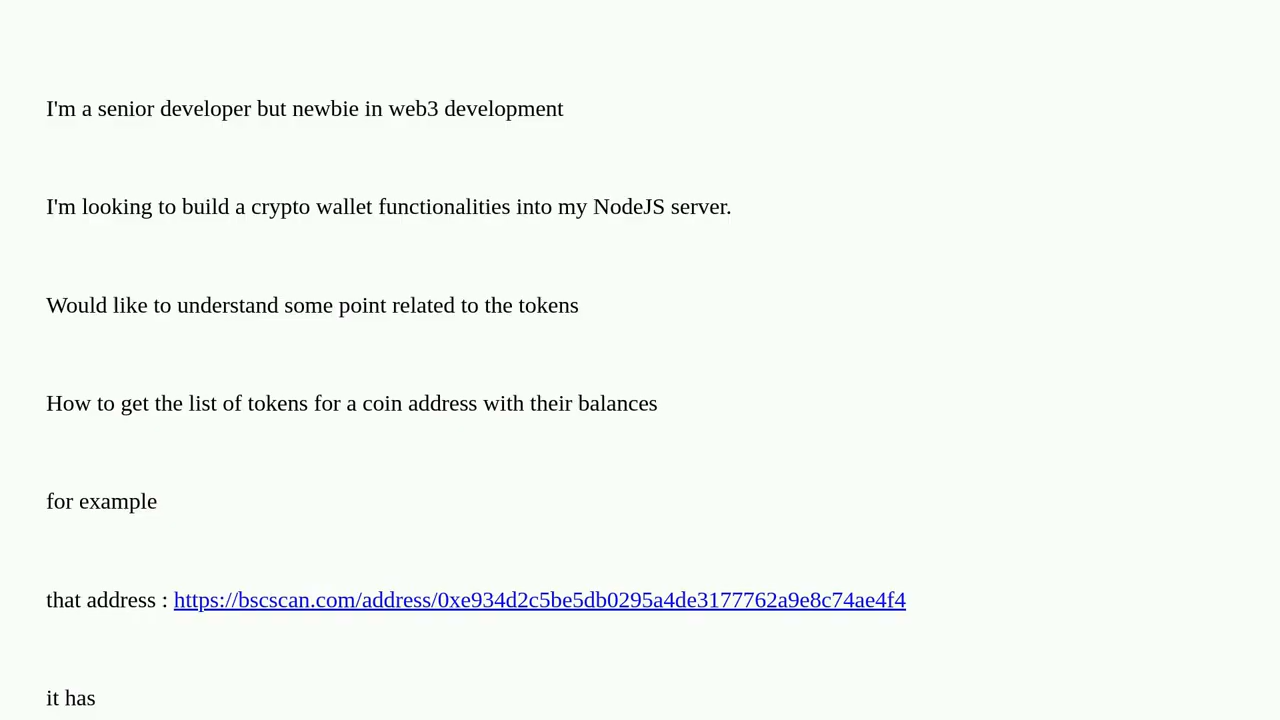 I'm a senior developer but newbie in web3 development
I'm looking to build a crypto wallet functionalities into my NodeJS server.
Would like to understand some point related to the tokens
How to get the list of tokens for a coin address with their balances
for example
that address : https://bscscan.com/address/0xe934d2c5be5db0295a4de3177762a9e8c74ae4f4
it has